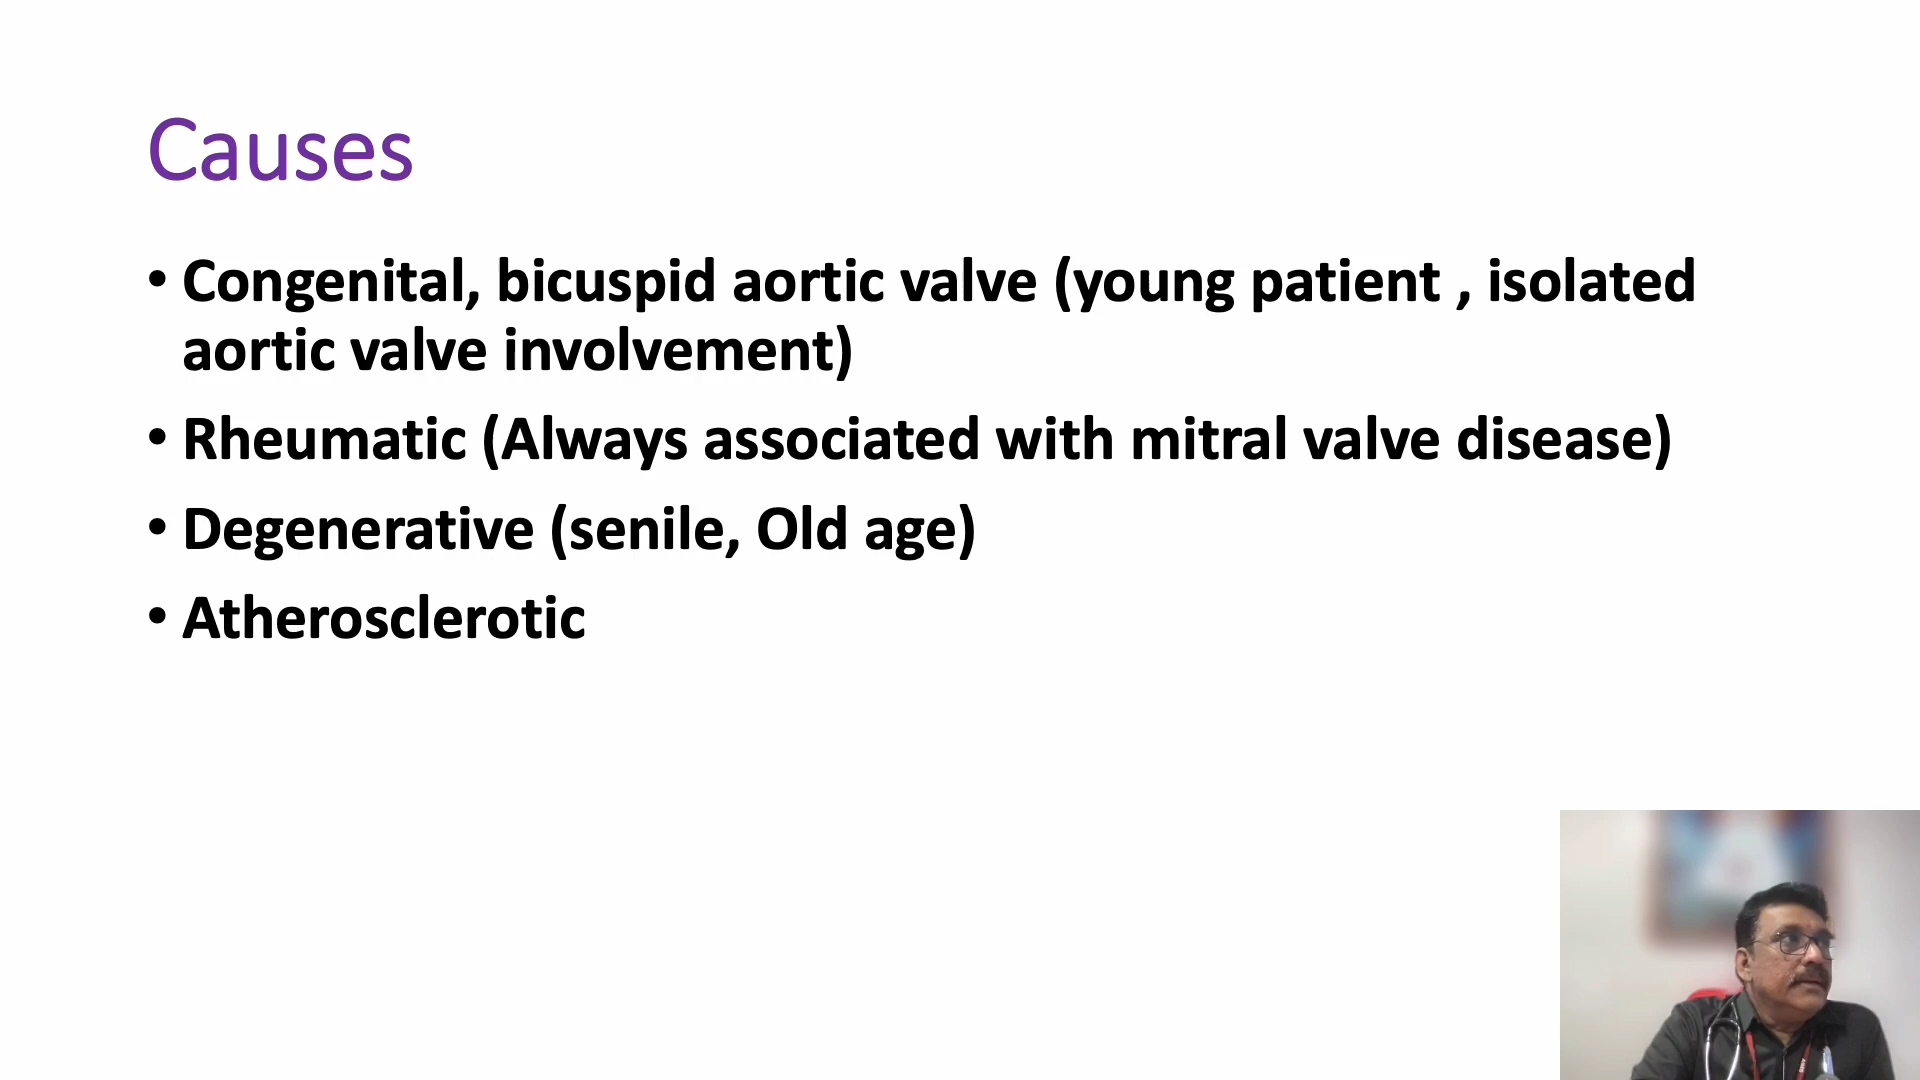 Causes
• Congenital, bicuspid aortic valve (young patient , isolated
aortic valve involvement)
• Rheumatic (Always associated with mitral valve disease)
• Degenerative (senile, Old age)
• Atherosclerotic